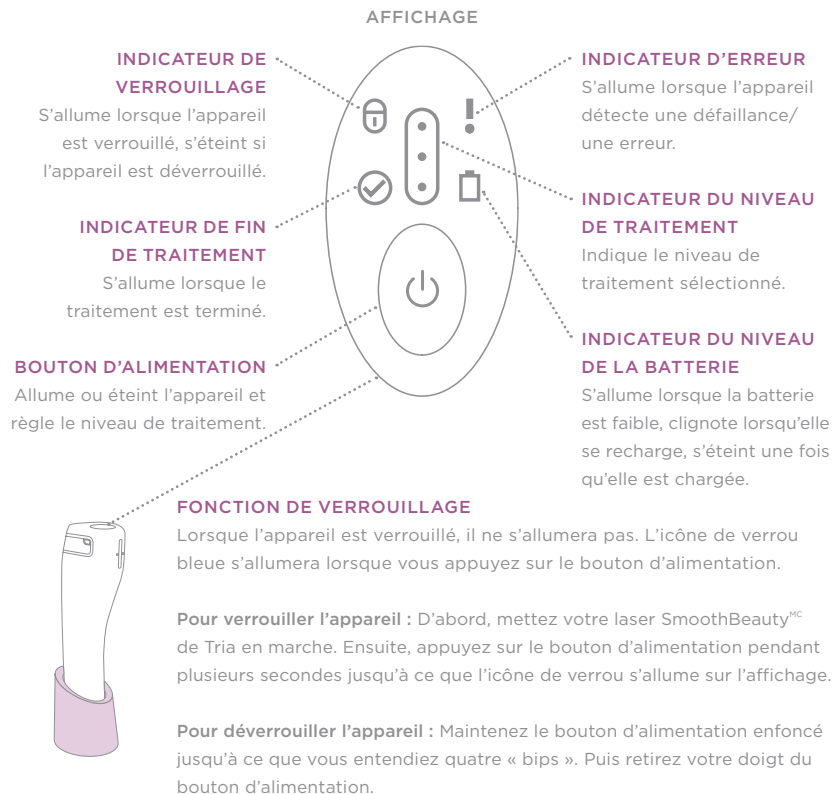 AFFICHAGE
INDICATEUR DE
VERROUILLAGE
S’allume lorsque l’appareil
est verrouillé, s’éteint si
l’appareil est déverrouillé.
INDICATEUR DE FIN
DE TRAITEMENT
S’allume lorsque le
traitement est terminé.
BOUTON D’ALIMENTATION
Allume ou éteint l’appareil et
règle le niveau de traitement.
INDICATEUR D’ERREUR
S’allume lorsque l’appareil
détecte une défaillance/
une erreur.
INDICATEUR DU NIVEAU
DE TRAITEMENT
Indique le niveau de
traitement sélectionné.
INDICATEUR DU NIVEAU
DE LA BATTERIE
S’allume lorsque la batterie
est faible, clignote lorsqu’elle
se recharge, s’éteint une fois
qu’elle est chargée.
FONCTION DE VERROUILLAGE
Lorsque l’appareil est verrouillé, il ne s’allumera pas. L’icône de verrou
bleue s’allumera lorsque vous appuyez sur le bouton d’alimentation.
Pour verrouiller l’appareil : D’abord, mettez votre laser SmoothBeauty MC
de Tria en marche. Ensuite, appuyez sur le bouton d’alimentation pendant
plusieurs secondes jusqu’à ce que l’icône de verrou s’allume sur l’affichage.
Pour déverrouiller l’appareil : Maintenez le bouton d’alimentation enfoncé
jusqu’à ce que vous entendiez quatre « bips ». Puis retirez votre doigt du
bouton d’alimentation.